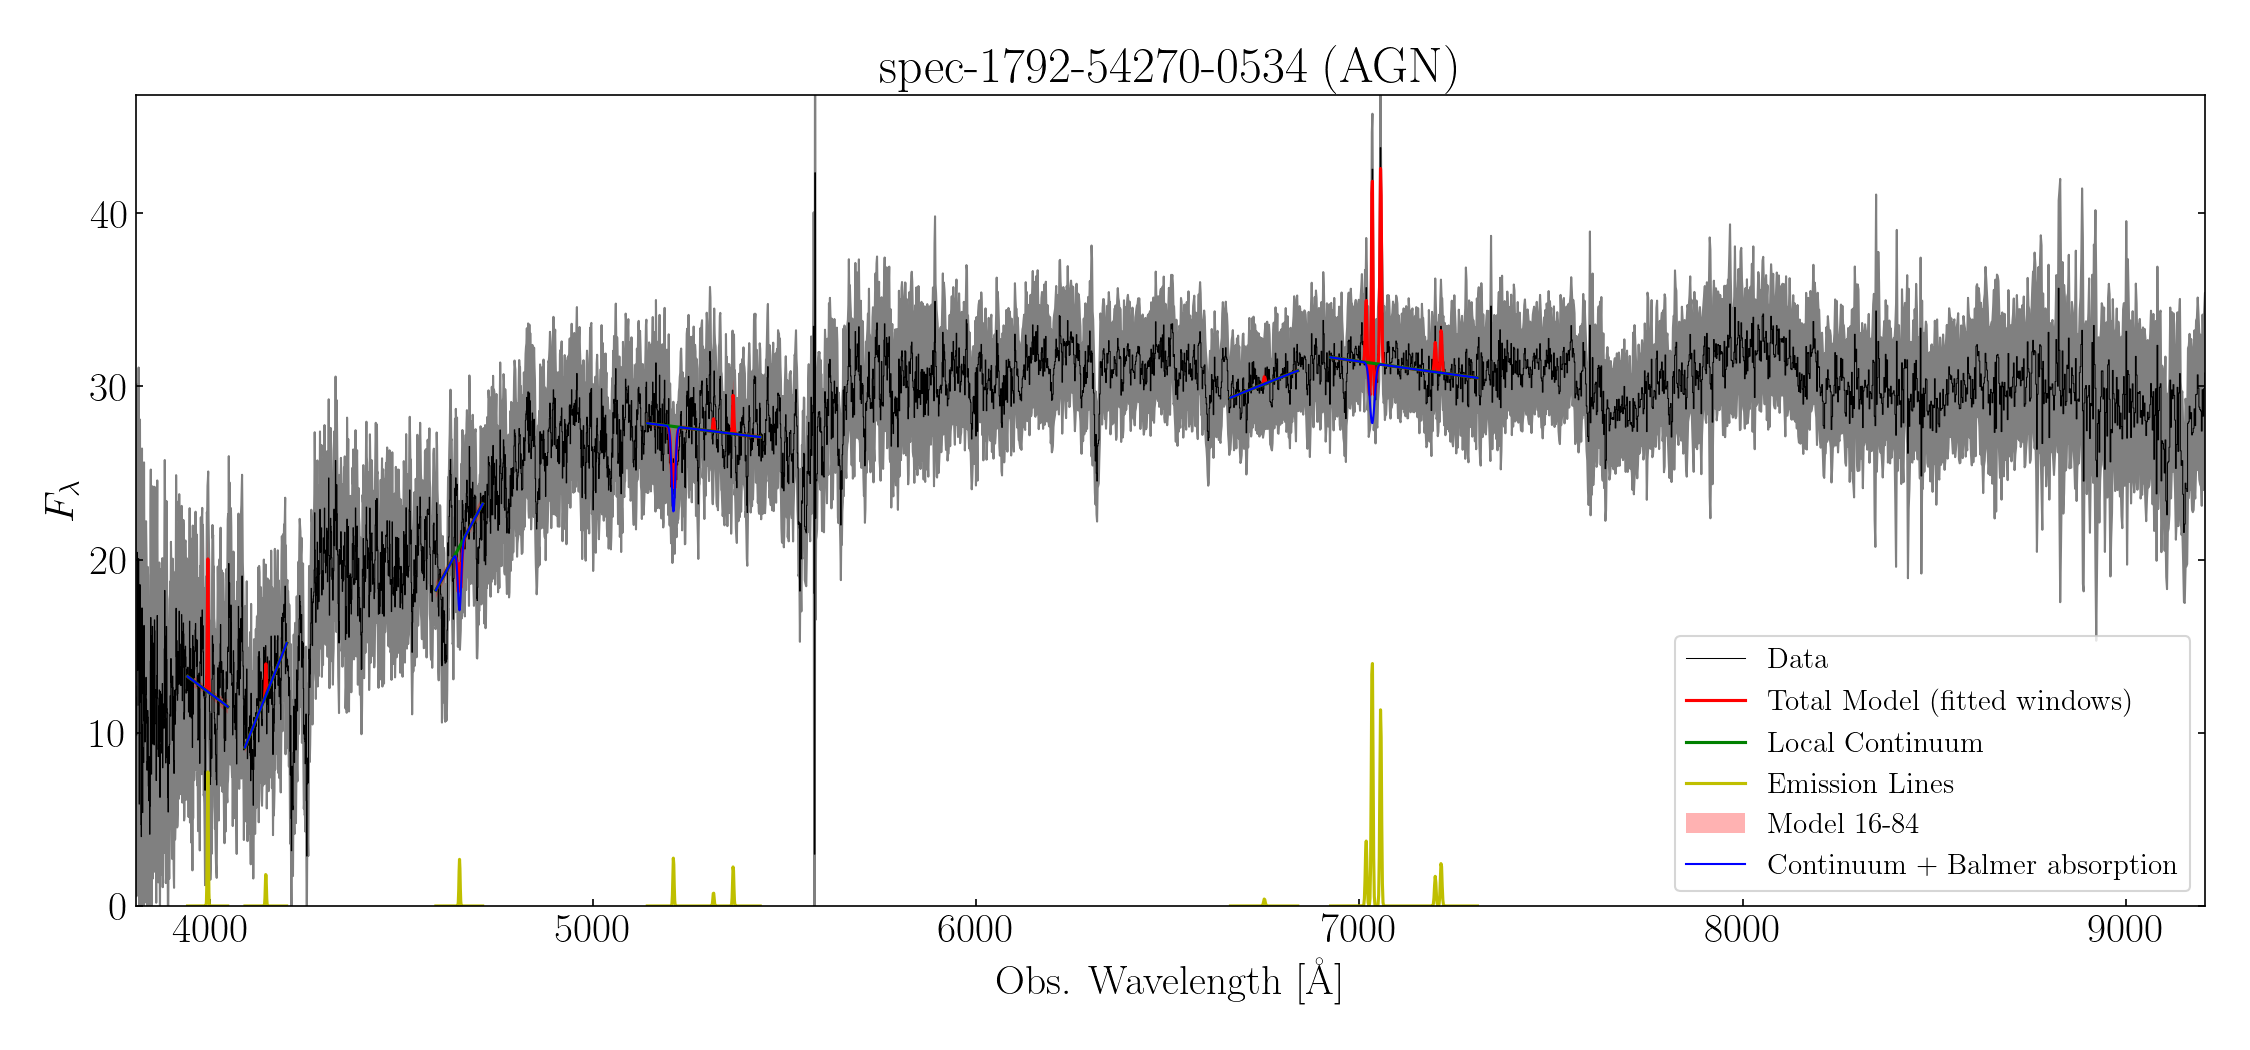 spec-1792-54270-0534 (AGN)
40
30
20
10
0
Fλ
4000 5000 6000 7000 8000 9000
Obs. Wavelength [Å]
Data
Total Model (fitted windows)
Local Continuum
Emission Lines
Model 16-84
Continuum + Balmer absorption